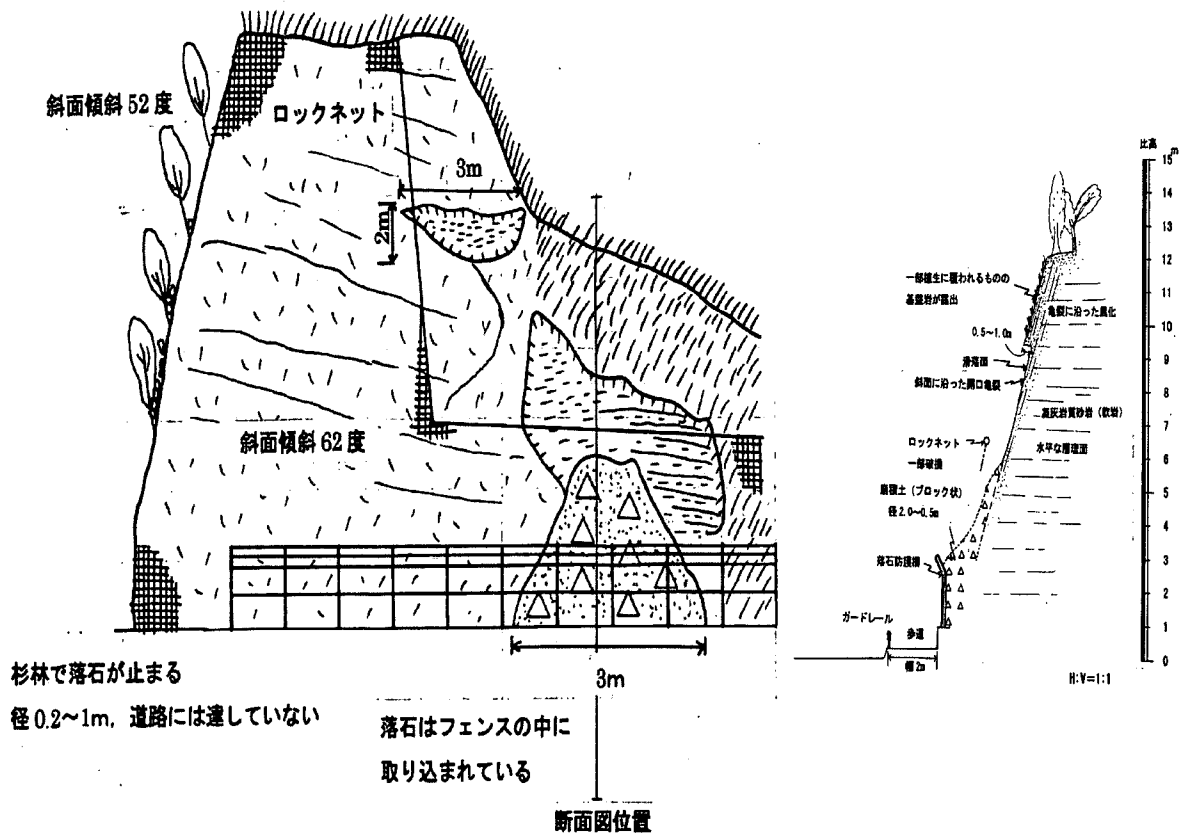 斜面傾斜52度
ロックネット
3m
2m
斜面傾斜62度
杉林で落石が止まる
径0.2〜1m，道路には達していない
3m
落石はフェンスの中に
取り込まれている
断面図位置
比高 m
15
14
13
12
11
10
9
8
7
6
5
4
3
2
1
0
一部植生に覆われるものの
基盤岩が露出
亀裂に沿った風化
0.5〜1.0m
滑落面
斜面に沿った開口亀裂
凝灰岩質砂岩（軟岩）
ロックネット
一部破損
水平な層理面
崩積土（ブロック状）
径2.0〜0.5m
落石防護柵
ガードレール
歩道
幅2m
H:V=1:1